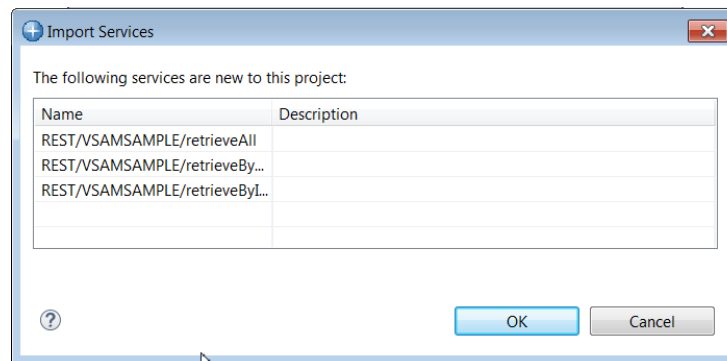 Import Services
The following services are new to this project:
Name Description
REST/VSAMSAMPLE/retrieveAll
REST/VSAMSAMPLE/retrieveBy...
REST/VSAMSAMPLE/retrieveByI...
? OK Cancel